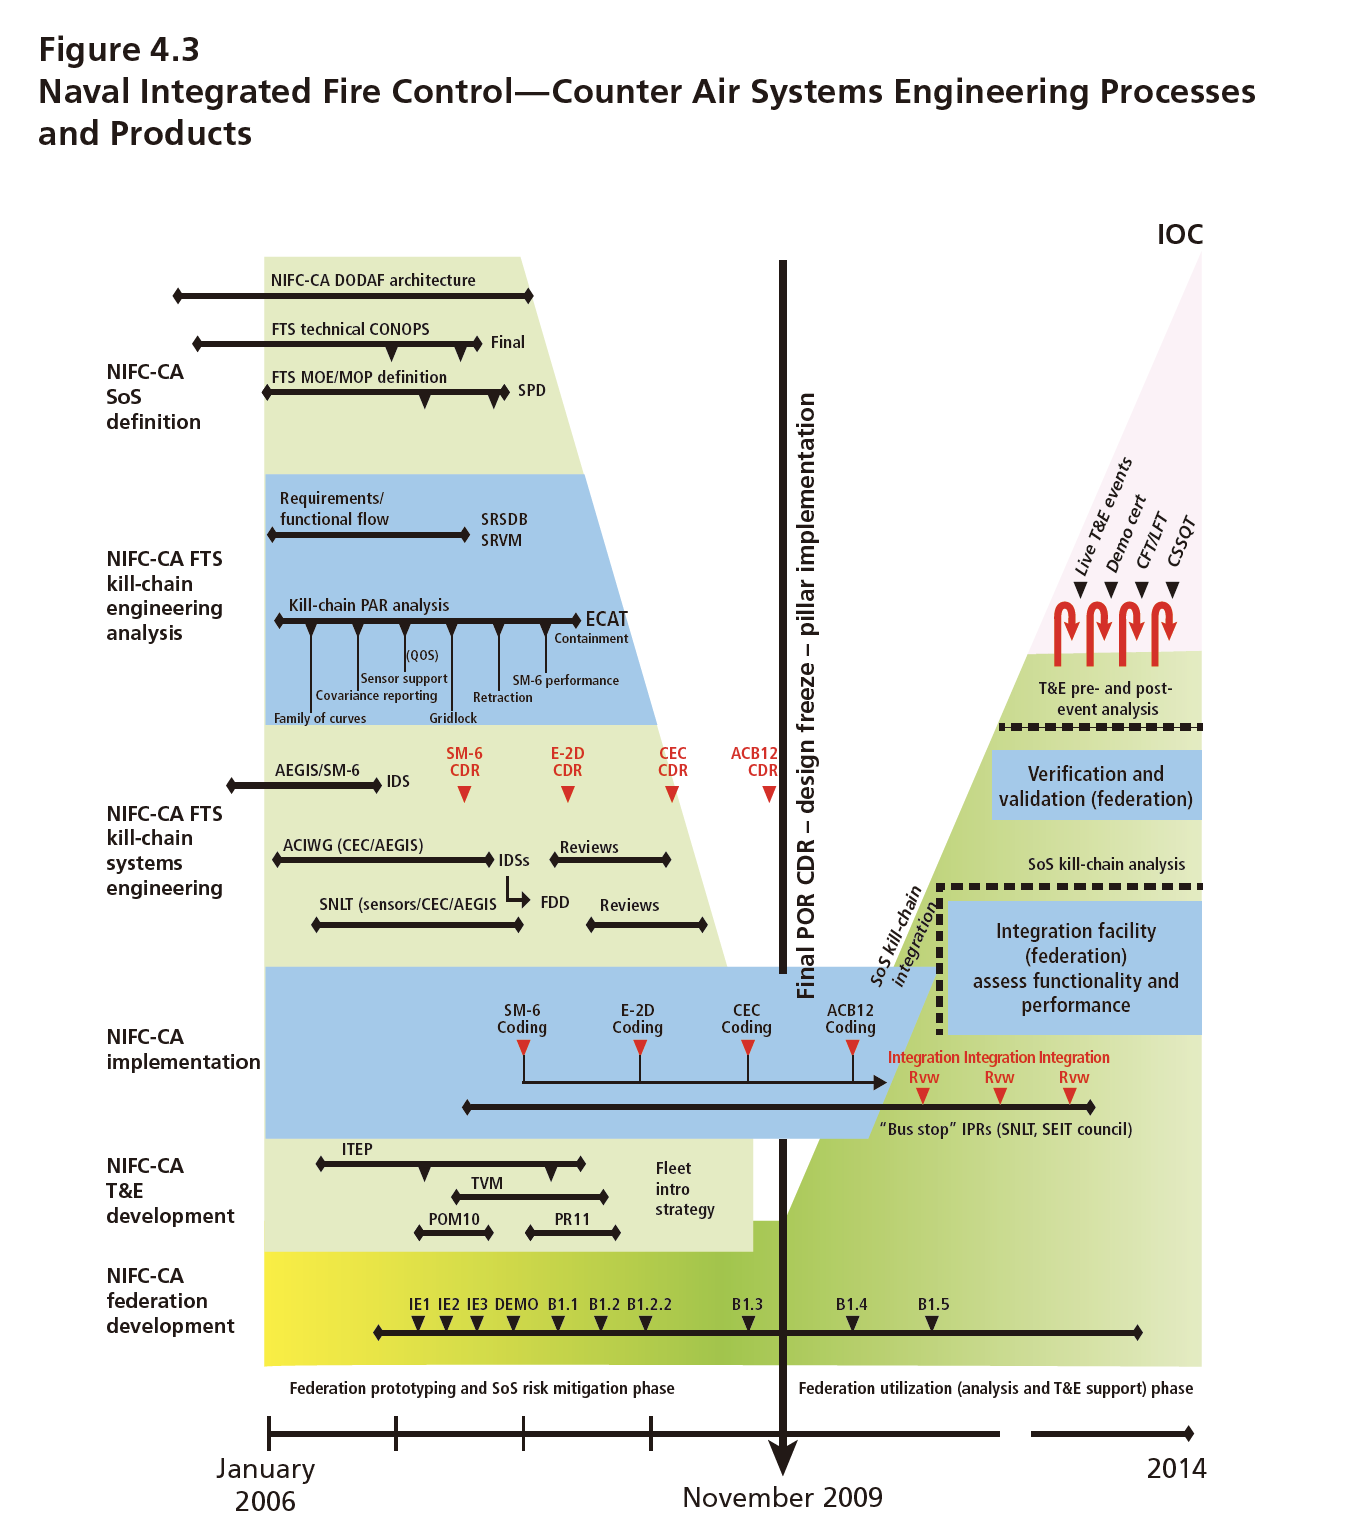 Figure 4.3
Naval Integrated Fire Control—Counter Air Systems Engineering Processes
and Products
IOC
NIFC-CA
SoS
definition
NIFC-CA DODAF architecture
FTS technical CONOPS
Final
FTS MOE/MOP definition
SPD
NIFC-CA FTS
kill-chain
engineering
analysis
Requirements/
functional flow
SRSDB
SRVM
Kill-chain PAR analysis
ECAT
Containment
(QOS)
Sensor support
SM-6 performance
Covariance reporting
Retraction
Family of curves
Gridlock
NIFC-CA FTS
kill-chain
systems
engineering
AEGIS/SM-6
IDS
SM-6
CDR
E-2D
CDR
CEC
CDR
ACB12
CDR
ACIWG (CEC/AEGIS)
IDSs
Reviews
SNLT (sensors/CEC/AEGIS
FDD
Reviews
Final POR CDR – design freeze – pillar implementation
Live T&E events
Demo cert
CFT/LFT
CSSQT
T&E pre- and post-
event analysis
Verification and
validation (federation)
SoS kill-chain analysis
SoS kill-chain
integration
Integration facility
(federation)
assess functionality and
performance
NIFC-CA
implementation
SM-6
Coding
E-2D
Coding
CEC
Coding
ACB12
Coding
Integration Integration Integration
Rvw Rvw Rvw
“Bus stop” IPRs (SNLT, SEIT council)
NIFC-CA
T&E
development
ITEP
TVM
POM10
PR11
Fleet
intro
strategy
NIFC-CA
federation
development
IE1 IE2 IE3 DEMO B1.1 B1.2 B1.2.2 B1.3 B1.4 B1.5
Federation prototyping and SoS risk mitigation phase
Federation utilization (analysis and T&E support) phase
January
2006
November 2009
2014